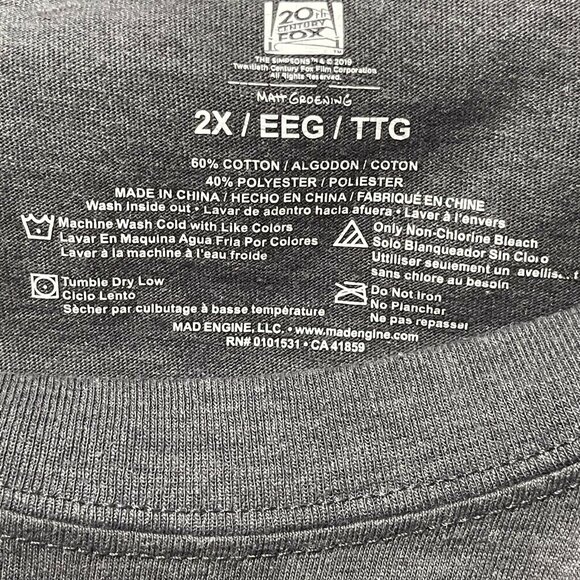 20TH
CENTURY
FOX
THE SIMPSONS™ & © 2019
Twentieth Century Fox Film Corporation
All Rights Reserved.
MATT GROENING
2X / EEG / TTG
60% COTTON / ALGODON / COTON
40% POLYESTER / POLIESTER
MADE IN CHINA / HECHO EN CHINA / FABRIQUÉ EN CHINE
Wash Inside out • Lavar de adentro hacia afuera • Laver à l'envers
Machine Wash Cold with Like Colors
Lavar En Maquina Agua Fria Por Colores
Laver à la machine à l'eau froide
Only Non-Chlorine Bleach
Solo Blanqueador Sin Cloro
Utiliser seulement un
sans chlore au besoin
Tumble Dry Low
Ciclo Lento
Sècher par culbutage à basse température
Do Not Iron
No Planchar
Ne pas repasser
MAD ENGINE, LLC. • www.madengine.com
RN# 0101531 • CA 41859